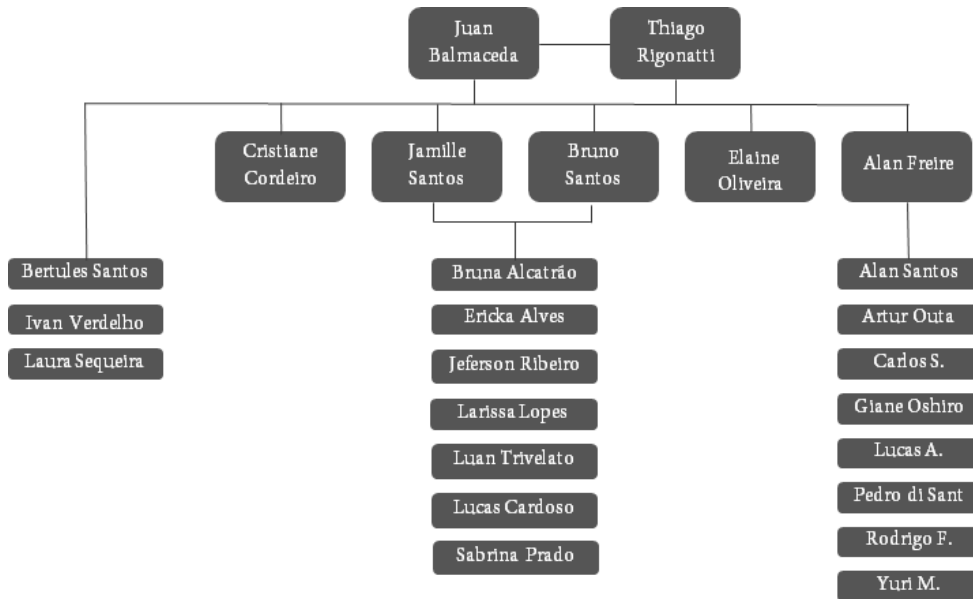 Juan
Balmaceda
Thiago
Rigonatti
Cristiane
Cordeiro
Jamille
Santos
Bruno
Santos
Elaine
Oliveira
Alan Freire
Bertules Santos
Ivan Verdelho
Laura Sequeira
Bruna Alcatrão
Ericka Alves
Jeferson Ribeiro
Larissa Lopes
Luan Trivelato
Lucas Cardoso
Sabrina Prado
Alan Santos
Artur Outa
Carlos S.
Giane Oshiro
Lucas A.
Pedro di Sant
Rodrigo F.
Yuri M.